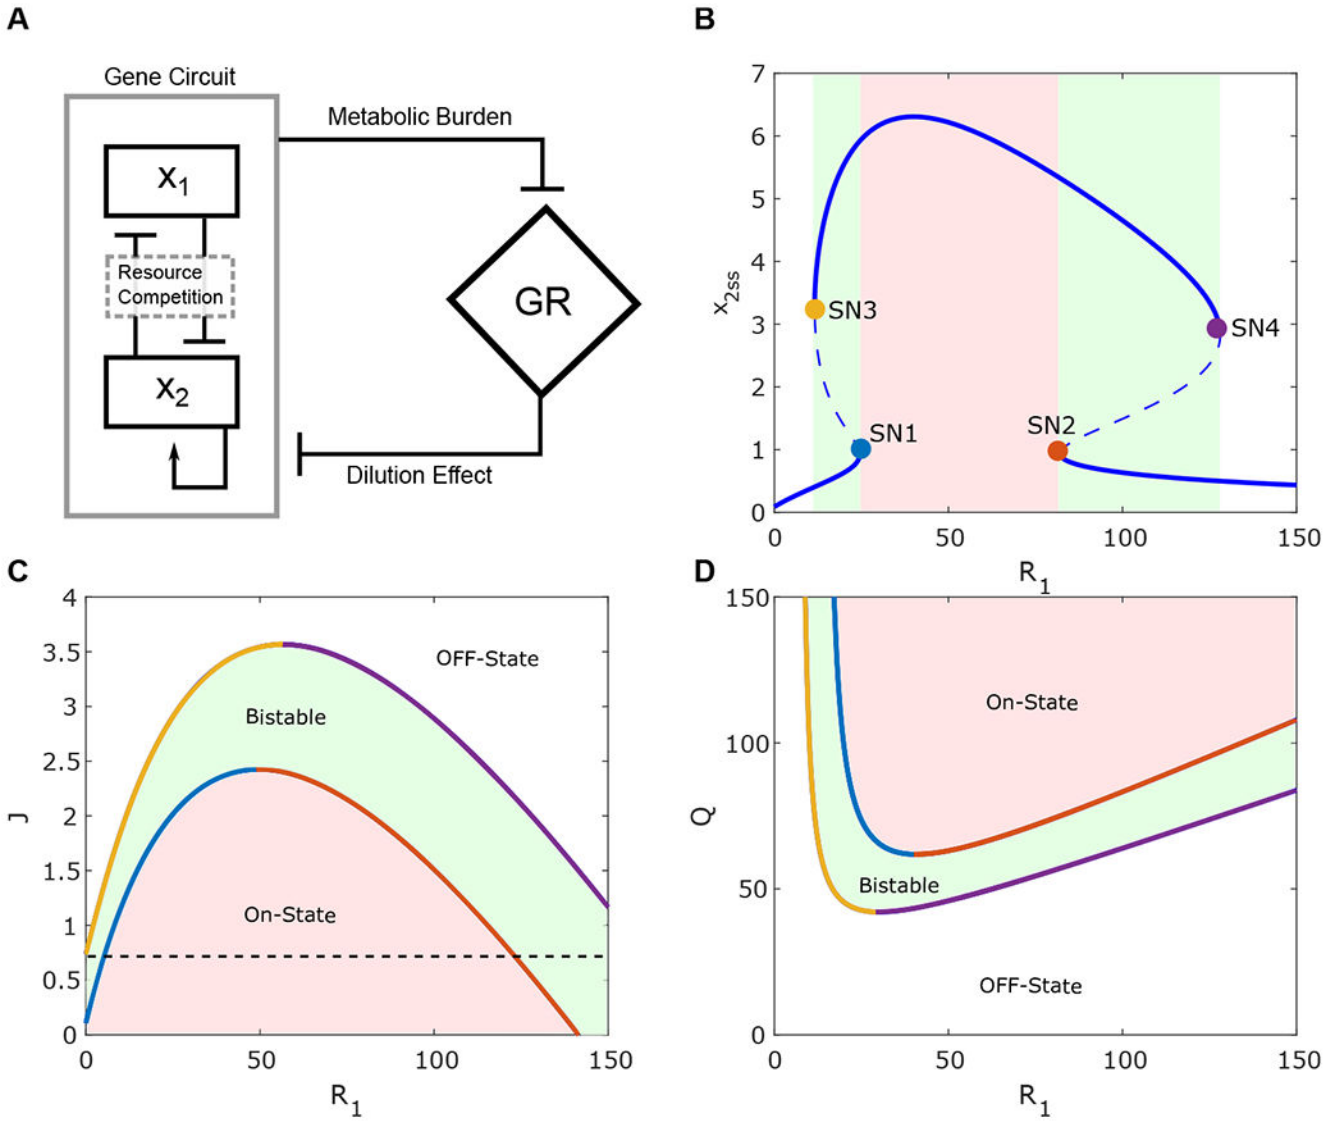 A
Gene Circuit
Metabolic Burden
x1
Resource
Competition
x2
GR
Dilution Effect
B
7
6
5
4
3
2
1
0
x2ss
SN3
SN4
SN1
SN2
0
50
100
150
R1
C
4
3.5
3
2.5
2
1.5
1
0.5
0
J
OFF-State
Bistable
On-State
0
50
100
150
R1
D
150
100
50
0
Q
On-State
Bistable
OFF-State
0
50
100
150
R1